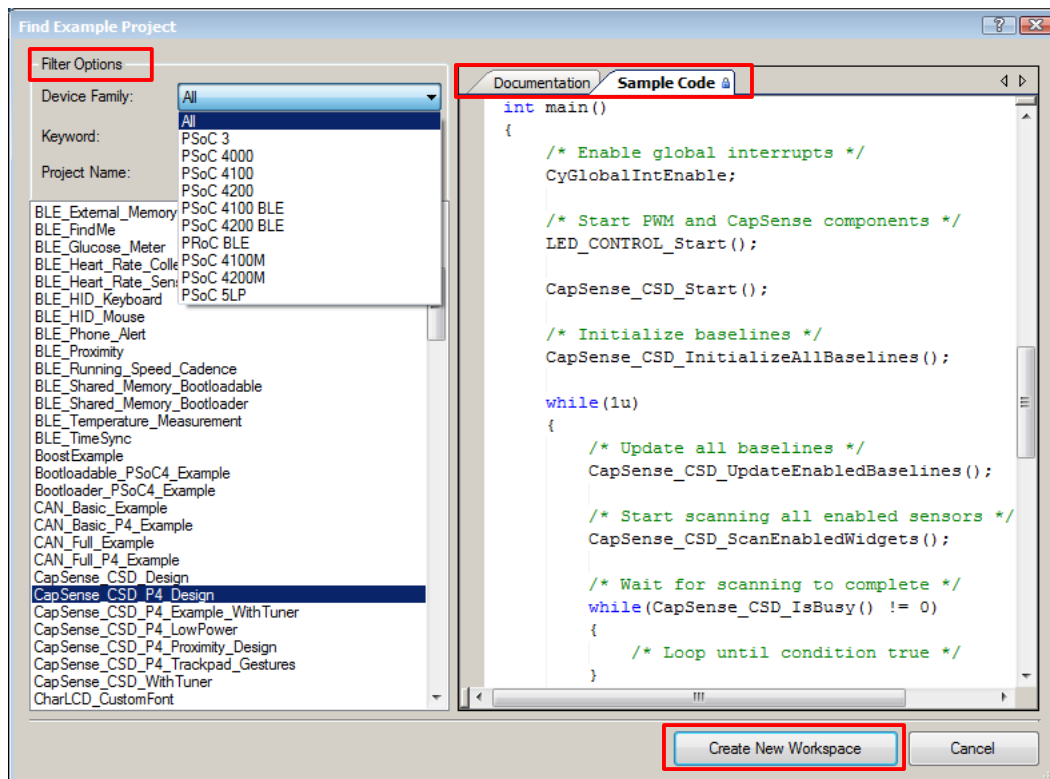 Find Example Project
Filter Options
Device Family:
All
Keyword:
Project Name:
All
PSoC 3
PSoC 4000
PSoC 4100
PSoC 4200
PSoC 4100 BLE
PSoC 4200 BLE
PRoC BLE
PSoC 4100M
PSoC 4200M
PSoC 5LP
BLE_External_Memory
BLE_FindMe
BLE_Glucose_Meter
BLE_Heart_Rate_Colle
BLE_Heart_Rate_Sen
BLE_HID_Keyboard
BLE_HID_Mouse
BLE_Phone_Alert
BLE_Proximity
BLE_Running_Speed_Cadence
BLE_Shared_Memory_Bootloadable
BLE_Shared_Memory_Bootloader
BLE_Temperature_Measurement
BLE_TimeSync
BoostExample
Bootloadable_PSoC4_Example
Bootloader_PSoC4_Example
CAN_Basic_Example
CAN_Basic_P4_Example
CAN_Full_Example
CAN_Full_P4_Example
CapSense_CSD_Design
CapSense_CSD_P4_Design
CapSense_CSD_P4_Example_WithTuner
CapSense_CSD_P4_LowPower
CapSense_CSD_P4_Proximity_Design
CapSense_CSD_P4_Trackpad_Gestures
CapSense_CSD_WithTuner
CharLCD_CustomFont
Documentation
Sample Code
int main()
{
/* Enable global interrupts */
CyGlobalIntEnable;
/* Start PWM and CapSense components */
LED_CONTROL_Start();
CapSense_CSD_Start();
/* Initialize baselines */
CapSense_CSD_InitializeAllBaselines();
while(1u)
{
/* Update all baselines */
CapSense_CSD_UpdateEnabledBaselines();
/* Start scanning all enabled sensors */
CapSense_CSD_ScanEnabledWidgets();
/* Wait for scanning to complete */
while(CapSense_CSD_IsBusy() != 0)
{
/* Loop until condition true */
}
Create New Workspace
Cancel